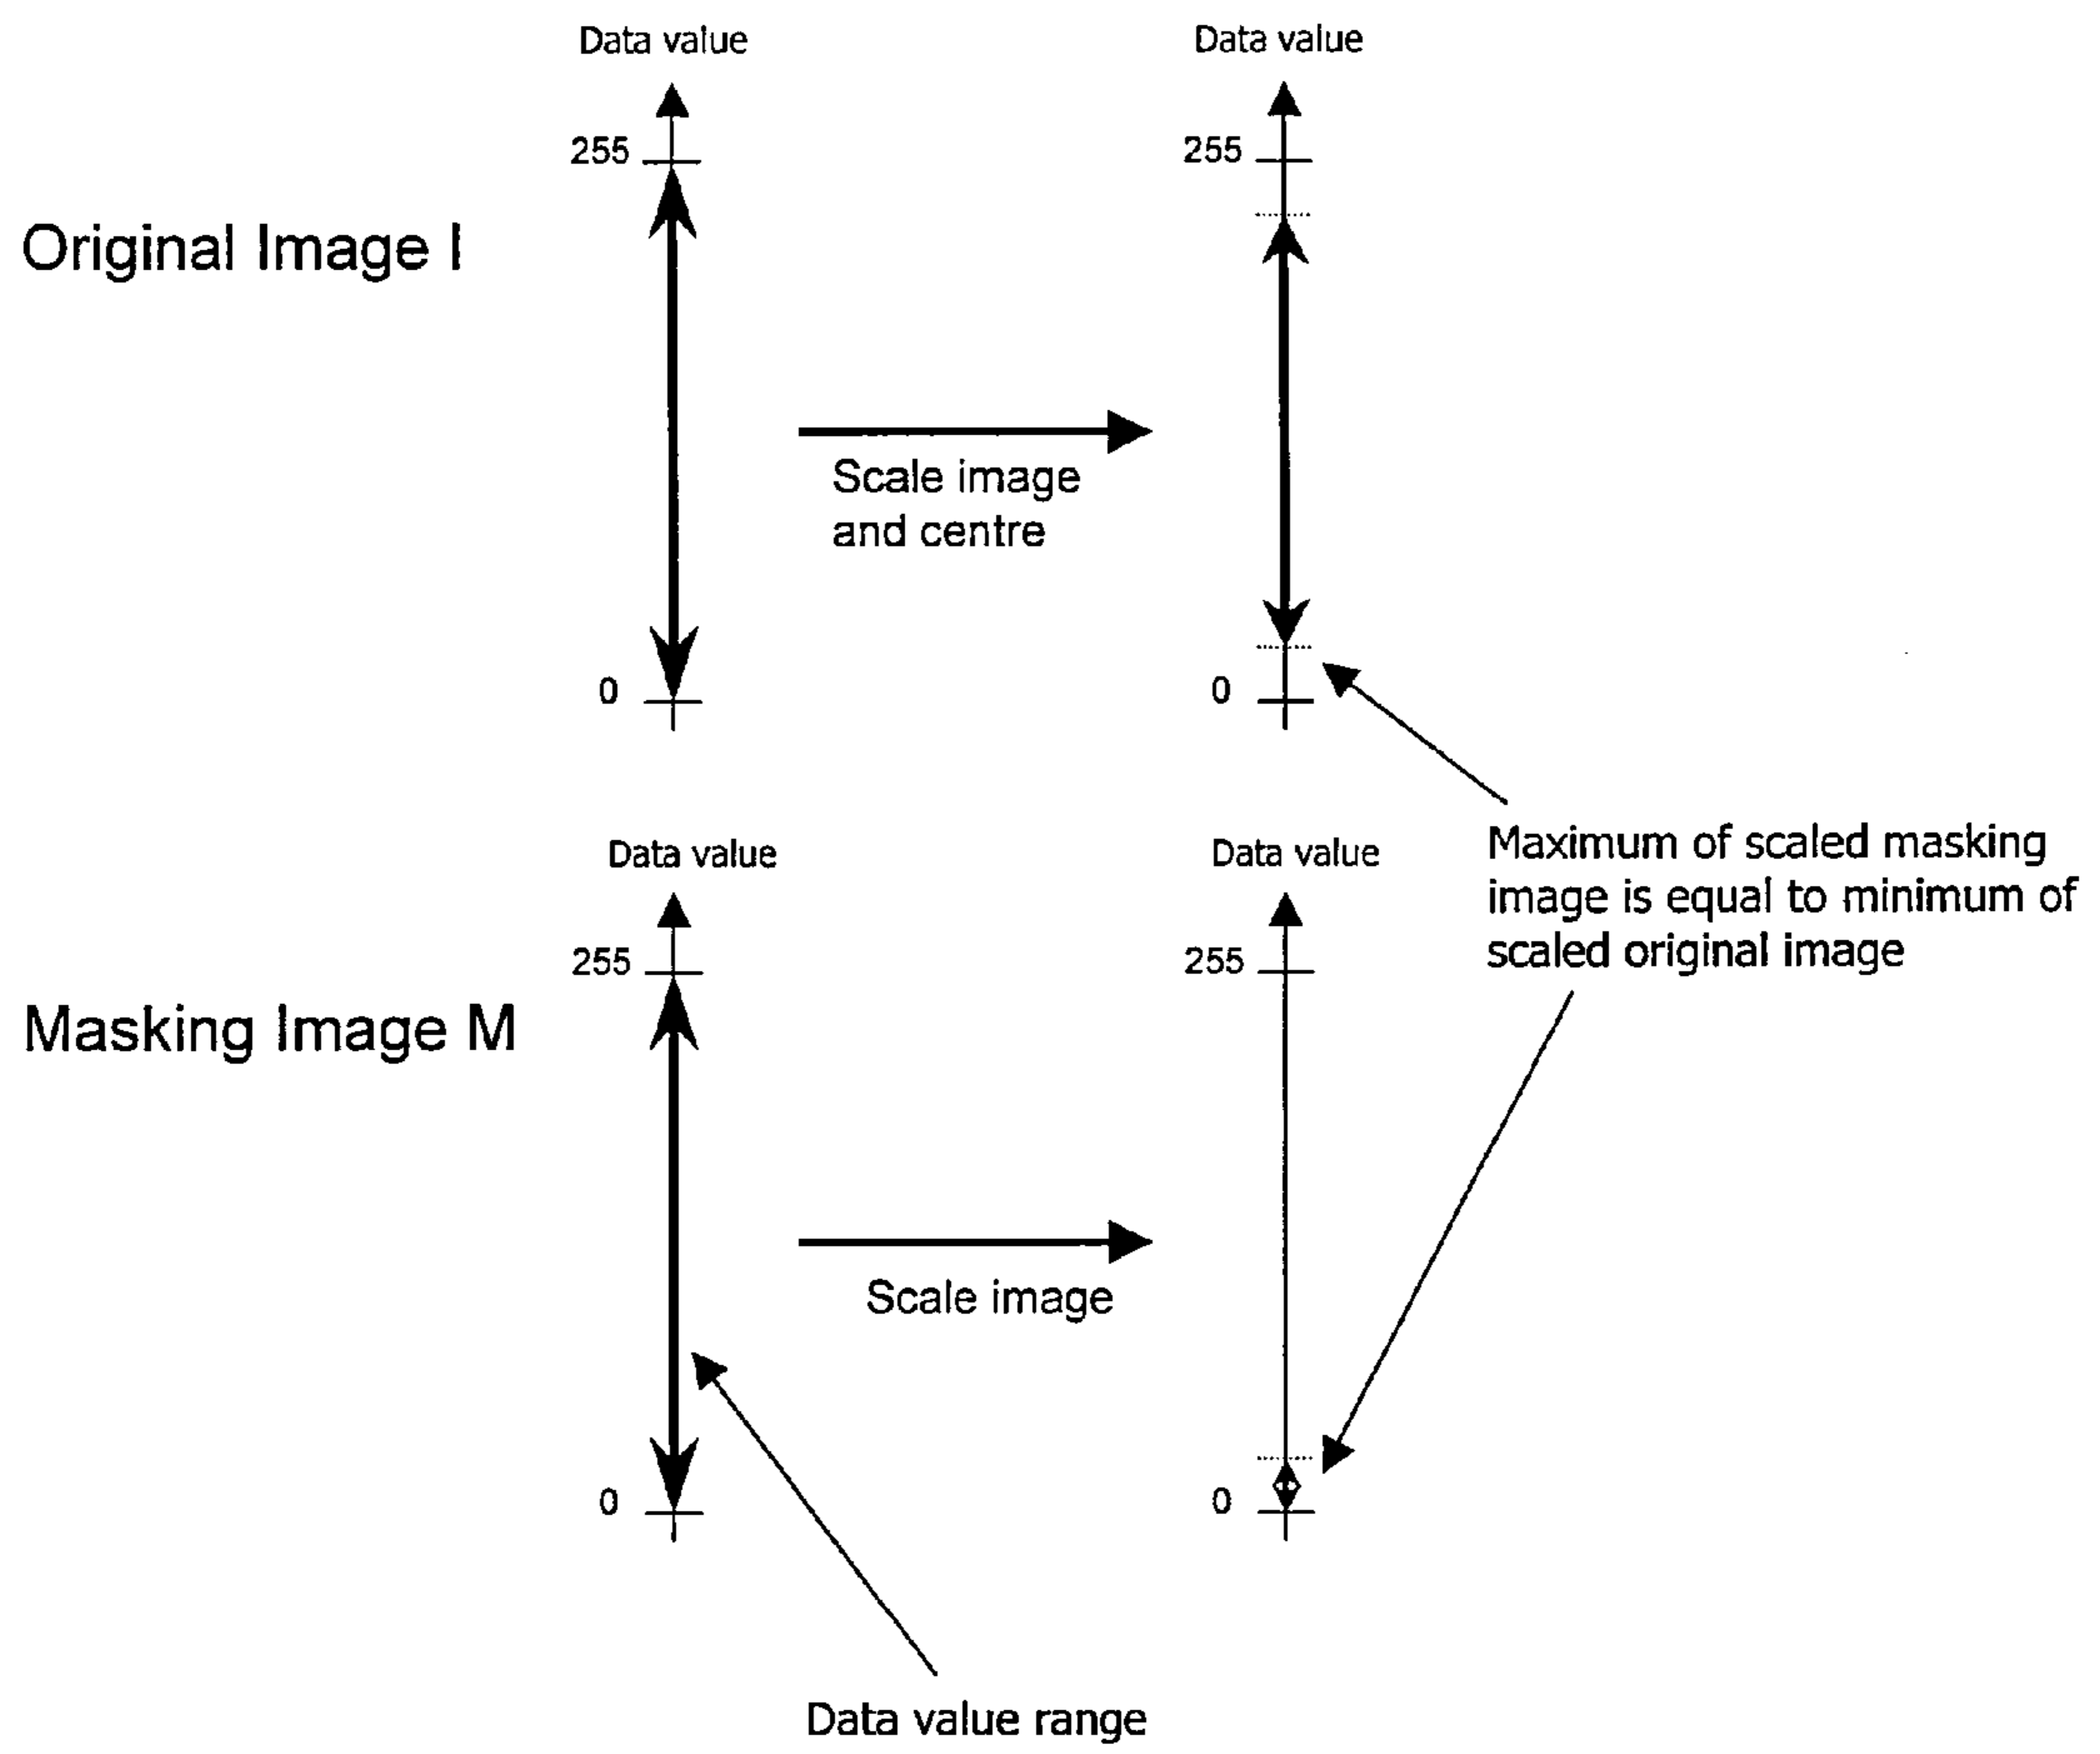 Data value
Data value
255
255
Original Image I
Scale image
and centre
0
0
Data value
Data value
Maximum of scaled masking
image is equal to minimum of
scaled original image
255
255
Masking Image M
Scale image
0
0
Data value range